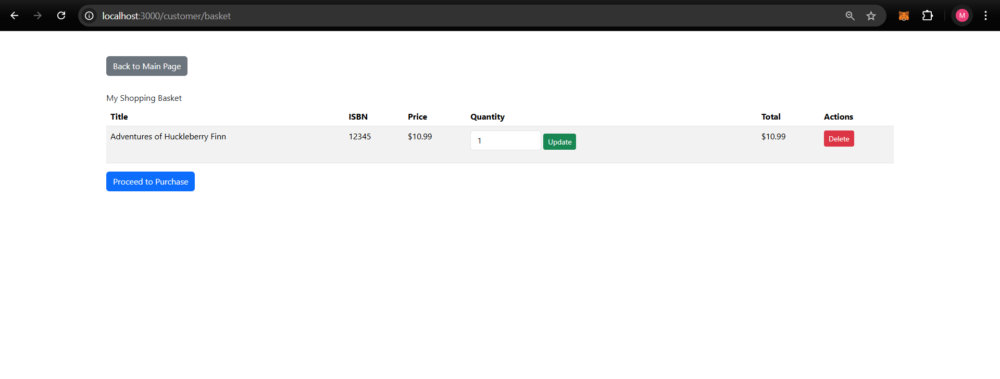 localhost:3000/customer/basket
M
Back to Main Page
My Shopping Basket
Title ISBN Price Quantity Total Actions
Adventures of Huckleberry Finn 12345 $10.99 1 Update $10.99 Delete
Proceed to Purchase